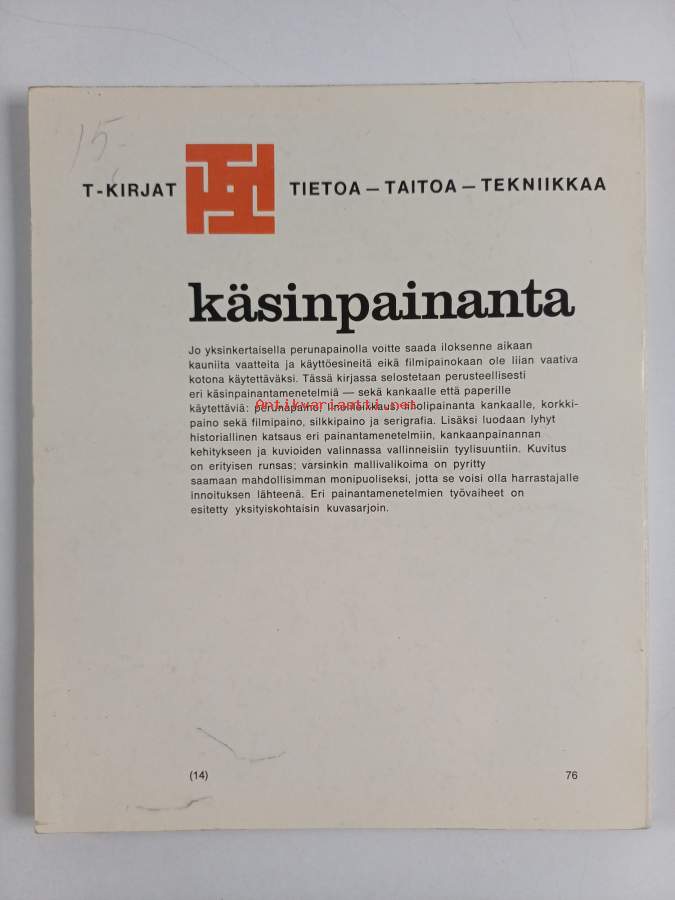 15
T-KIRJAT TIETOA — TAITOA — TEKNIIKKAA
käsinpainanta
Jo yksinkertaisella perunapainolla voitte saada iloksenne aikaan
kauniita vaatteita ja käyttöesineitä eikä filmipainokaan ole liian vaativa
kotona käytettäväksi. Tässä kirjassa selostetaan perusteellisesti
eri käsinpainantamenetelmiä — sekä kankaalle että paperille
käytettäviä: perunapaino, linoleikkaus, linolipainanta kankaalle, korkki-
paino sekä filmipaino, silkkipaino ja serigrafia. Lisäksi luodaan lyhyt
historiallinen katsaus eri painantamenetelmiin, kankaanpainannan
kehitykseen ja kuvioiden valinnassa vallinneisiin tyylisuuntiin. Kuvitus
on erityisen runsas; varsinkin mallivalikoima on pyritty
saamaan mahdollisimman monipuoliseksi, jotta se voisi olla harrastajalle
innoituksen lähteenä. Eri painantamenetelmien työvaiheet on
esitetty yksityiskohtaisin kuvasarjoin.
Antikvariantti.net
(14) 76